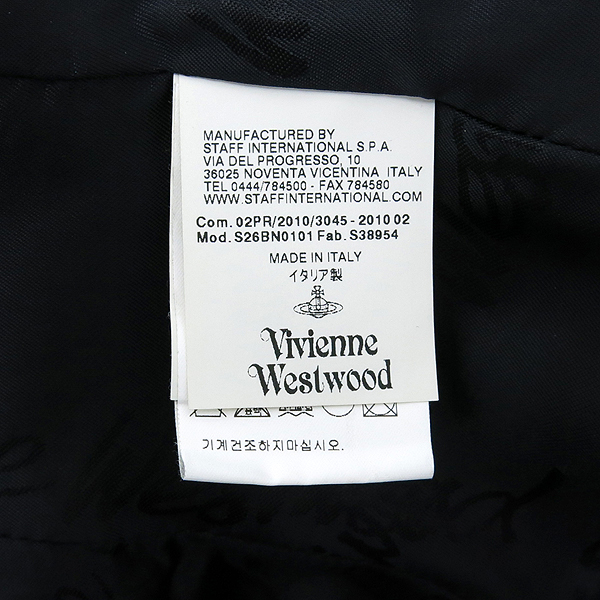 MANUFACTURED BY
STAFF INTERNATIONAL S.P.A.
VIA DEL PROGRESSO, 10
36025 NOVENTA VICENTINA ITALY
TEL 0444/784500 - FAX 784580
WWW.STAFFINTERNATIONAL.COM
Com. 02PR/2010/3045 - 2010 02
Mod. S26BN0101 Fab. S38954
MADE IN ITALY
イタリア製
Vivienne
Westwood
기계건조하지마십시오.